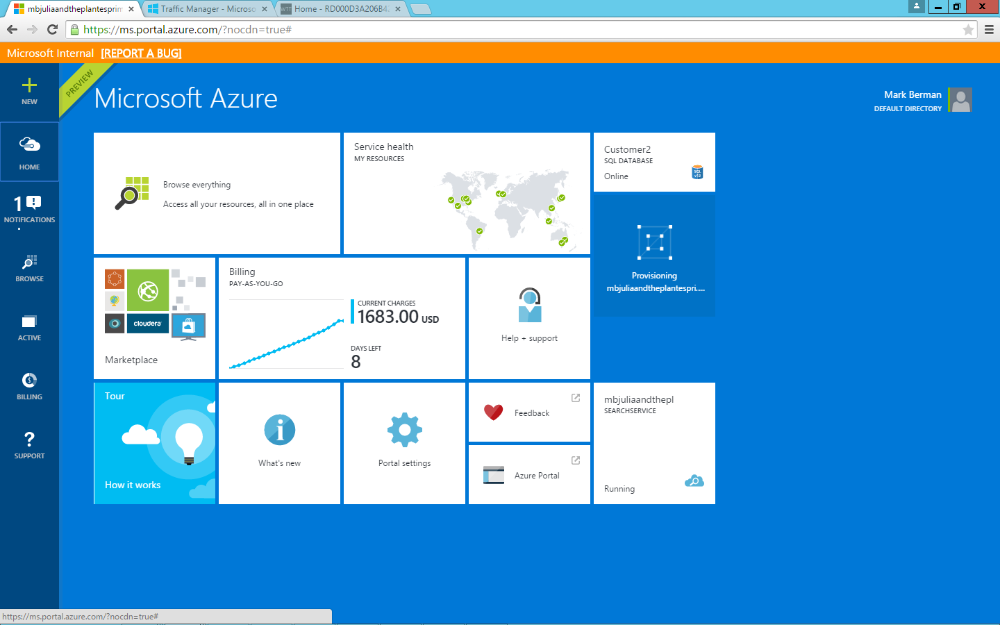 mbjuliaandtheplantesprim
Traffic Manager - Microso
Home - RD000D3A206B42
https://ms.portal.azure.com/?nocdn=true#
Microsoft Internal [REPORT A BUG]
PREVIEW
Microsoft Azure
Mark Berman
DEFAULT DIRECTORY
NEW
HOME
1
NOTIFICATIONS
BROWSE
ACTIVE
BILLING
SUPPORT
Browse everything
Access all your resources, all in one place
Service health
MY RESOURCES
Customer2
SQL DATABASE
Online
SQL
v12
Provisioning
mbjuliaandtheplantespri.....
cloudera
Marketplace
Billing
PAY-AS-YOU-GO
CURRENT CHARGES
1683.00 USD
DAYS LEFT
8
Help + support
Tour
How it works
What's new
Portal settings
Feedback
Azure Portal
mbjuliaandthepl
SEARCHSERVICE
Running
https://ms.portal.azure.com/?nocdn=true#